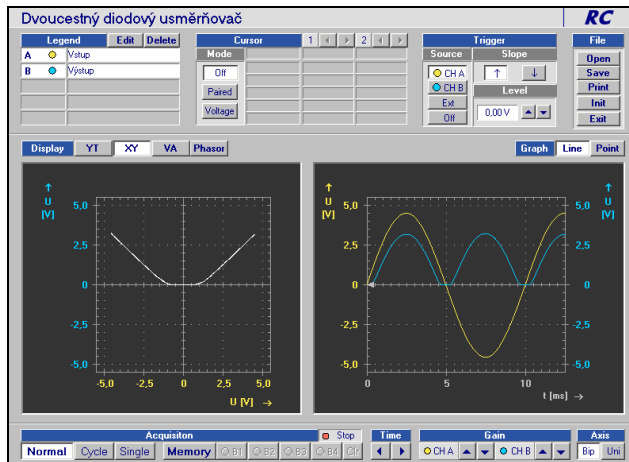 Dvoucestný diodový usměrňovač RC
Legend Edit Delete
A Vstup
B Výstup
Cursor 1 2
Mode
Off
Paired
Voltage
Trigger
Source Slope
CH A ↑ ↓
CH B Level
Ext 0,00 V
Off
File
Open
Save
Print
Init
Exit
Display YT XY VA Phasor
Graph Line Point
↑
U
[V]
5,0
2,5
0
-2,5
-5,0
-5,0 -2,5 0 2,5 5,0
U [V] →
↑
U
[V]
5,0
2,5
0
-2,5
-5,0
↑
U
[V]
5,0
2,5
0
-2,5
-5,0
0 5 10
t [ms] →
Acquisiton Stop
Normal Cycle Single Memory B1 B2 B3 B4 Clr
Time
Gain
CH A CH B
Axis
Bip Uni